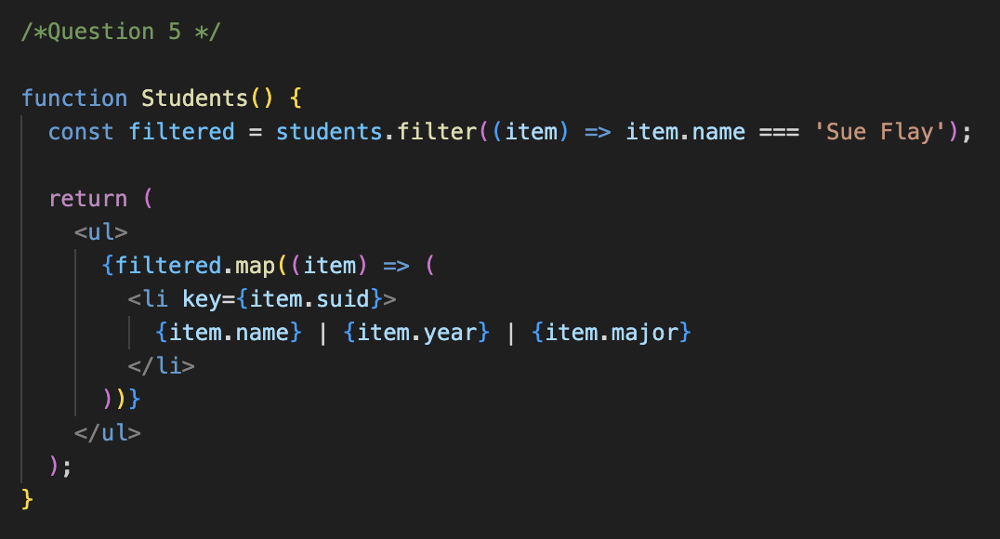 /*Question 5 */
function Students() {
const filtered = students.filter((item) => item.name === 'Sue Flay');
return (
<ul>
{filtered.map((item) => (
<li key={item.suid}>
{item.name} | {item.year} | {item.major}
</li>
))}
</ul>
);
}